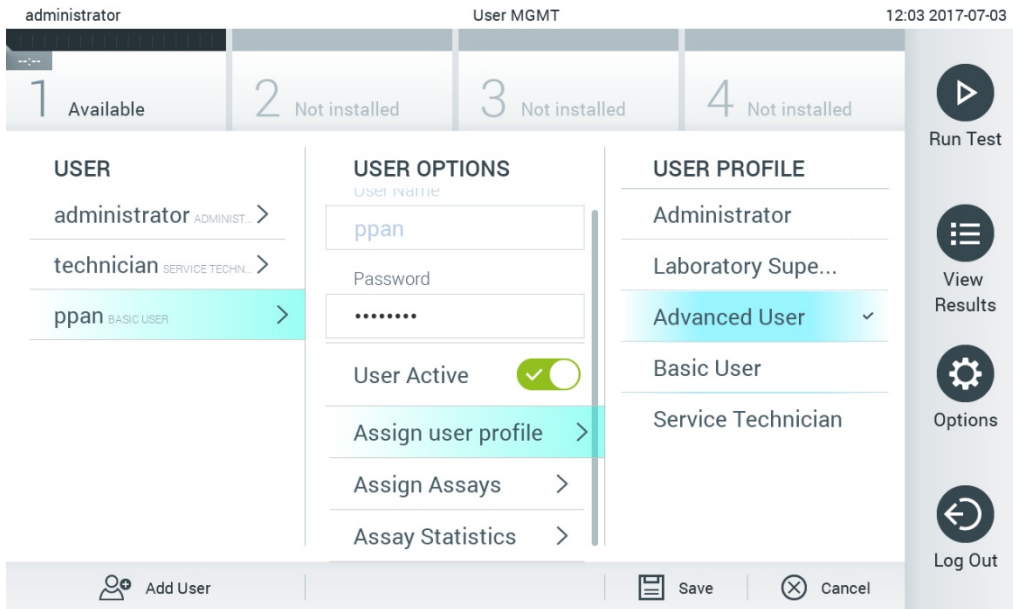 administrator User MGMT 12:03 2017-07-03
--:--
1 Available 2 Not installed 3 Not installed 4 Not installed
Run Test
USER USER OPTIONS USER PROFILE
User Name
administrator ADMINIST... Administrator
ppan
technician SERVICE TECHN... Laboratory Supe...
Password
View
Results
ppan BASIC USER •••••••• Advanced User
User Active Basic User
Options
Assign user profile Service Technician
Assign Assays
Assay Statistics
Log Out
Add User Save Cancel